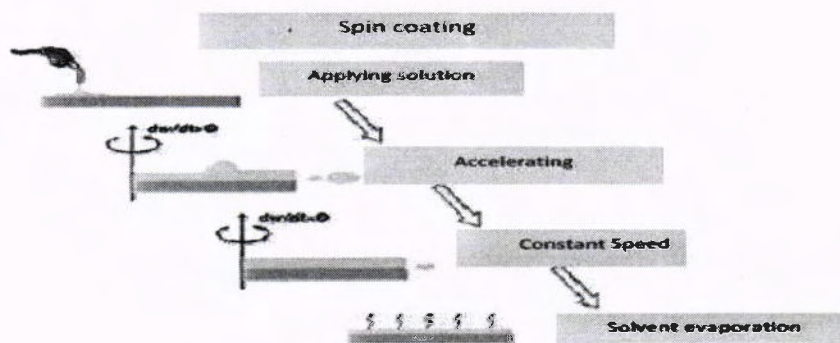 Spin coating
Applying solution
Accelerating
Constant Speed
Solvent evaporation